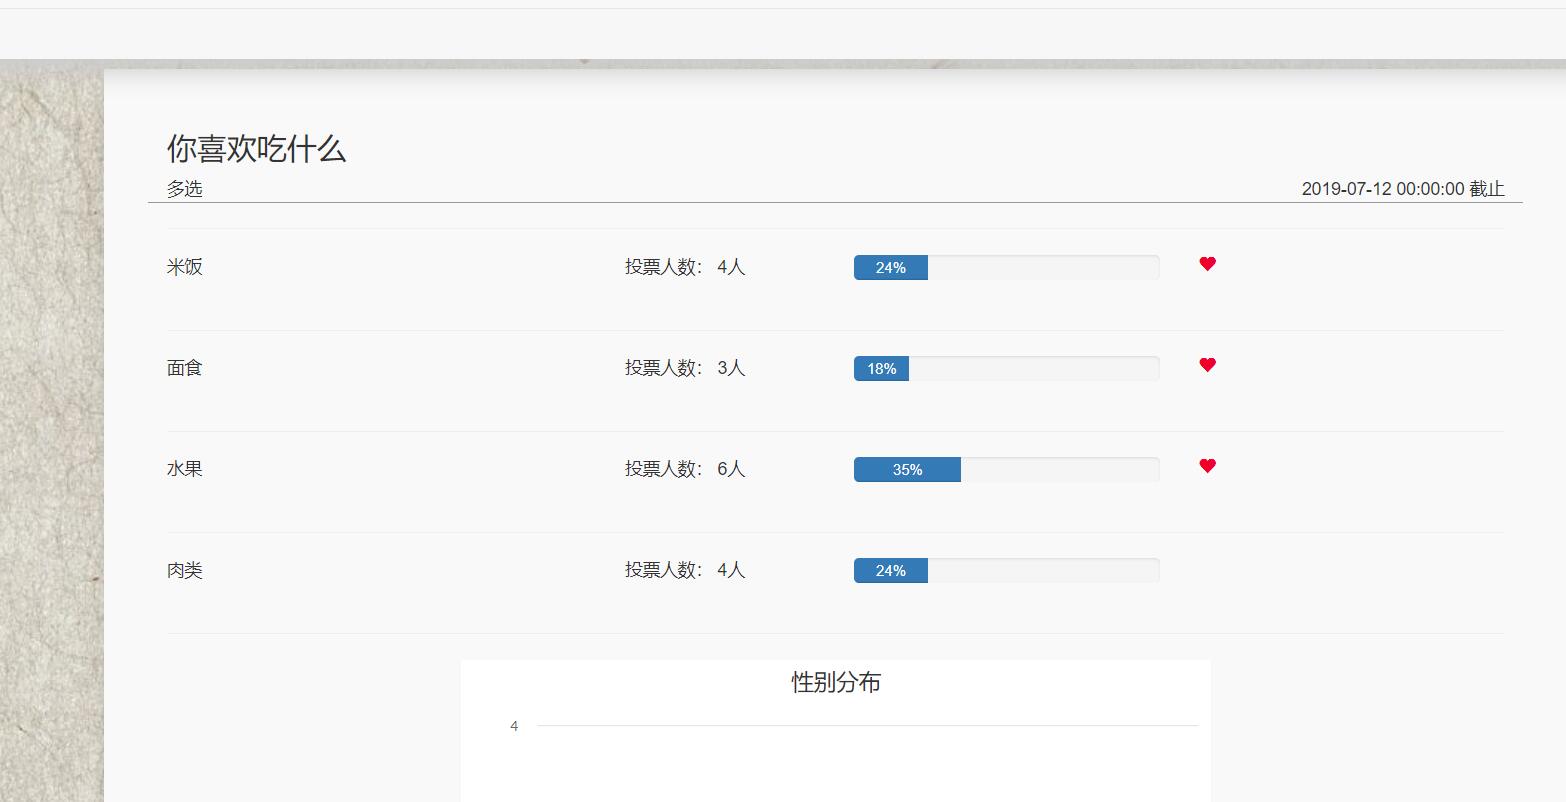 你喜欢吃什么
多选 2019-07-12 00:00:00 截止
米饭 投票人数： 4人 24%
面食 投票人数： 3人 18%
水果 投票人数： 6人 35%
肉类 投票人数： 4人 24%
性别分布
4